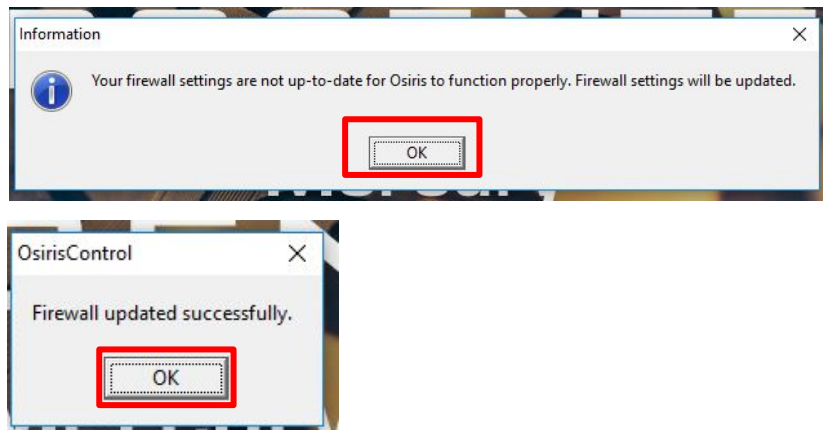 Information
Your firewall settings are not up-to-date for Osiris to function properly. Firewall settings will be updated.
OK
OsirisControl
Firewall updated successfully.
OK